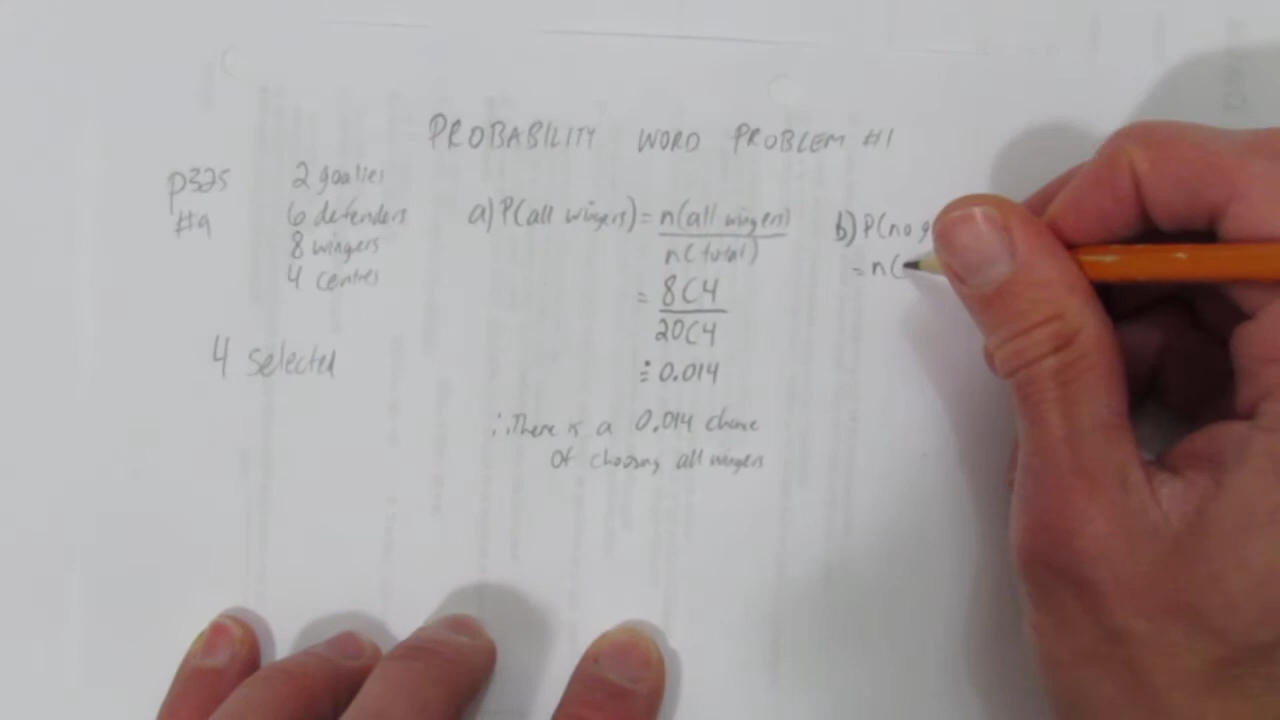 PROBABILITY WORD PROBLEM #1
p325
#9
2 goalies
6 defenders
8 wingers
4 centres
4 selected
a) P(all wingers) = n(all wingers)
n(total)
= 8C4
20C4
≐ 0.014
∴ There is a 0.014 chance
of choosing all wingers
b) P(no g
= n(